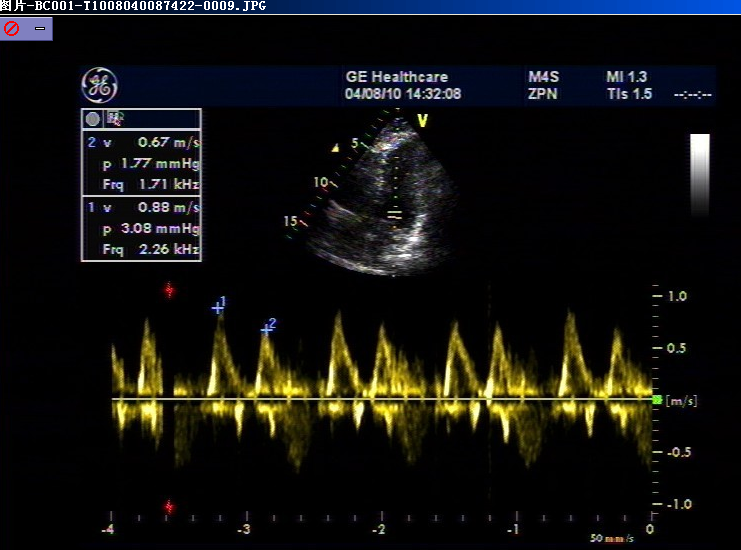 图片-BC001-T1008040087422-0009.JPG
GE Healthcare M4S MI 1.3
04/08/10 14:32:08 ZPN TIs 1.5 --:--:--
V
2 v 0.67 m/s
p 1.77 mmHg
Frq 1.71 kHz
1 v 0.88 m/s
p 3.08 mmHg
Frq 2.26 kHz
5
10
15
1
2
1.0
0.5
[m/s]
-0.5
-1.0
-4 -3 -2 -1 0
50 mm/s